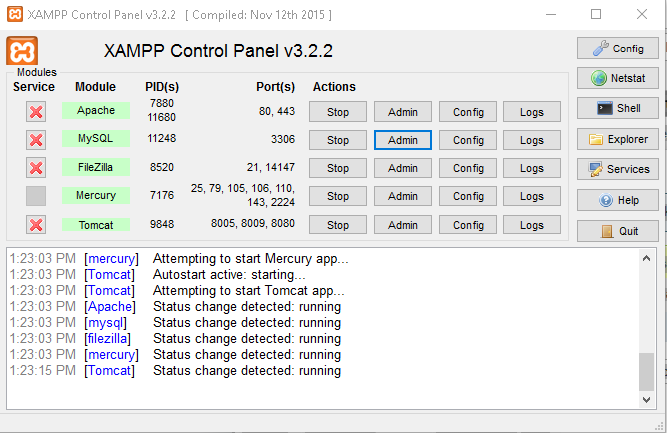 XAMPP Control Panel v3.2.2 [ Compiled: Nov 12th 2015 ]
XAMPP Control Panel v3.2.2
Config
Modules
Service Module PID(s) Port(s) Actions
Netstat
Apache 7880 11680 80, 443 Stop Admin Config Logs
Shell
MySQL 11248 3306 Stop Admin Config Logs
Explorer
FileZilla 8520 21, 14147 Stop Admin Config Logs
Services
Mercury 7176 25, 79, 105, 106, 110, 143, 2224 Stop Admin Config Logs
Help
Tomcat 9848 8005, 8009, 8080 Stop Admin Config Logs
Quit
1:23:03 PM [mercury] Attempting to start Mercury app...
1:23:03 PM [Tomcat] Autostart active: starting...
1:23:03 PM [Tomcat] Attempting to start Tomcat app...
1:23:03 PM [Apache] Status change detected: running
1:23:03 PM [mysql] Status change detected: running
1:23:03 PM [filezilla] Status change detected: running
1:23:03 PM [mercury] Status change detected: running
1:23:15 PM [Tomcat] Status change detected: running